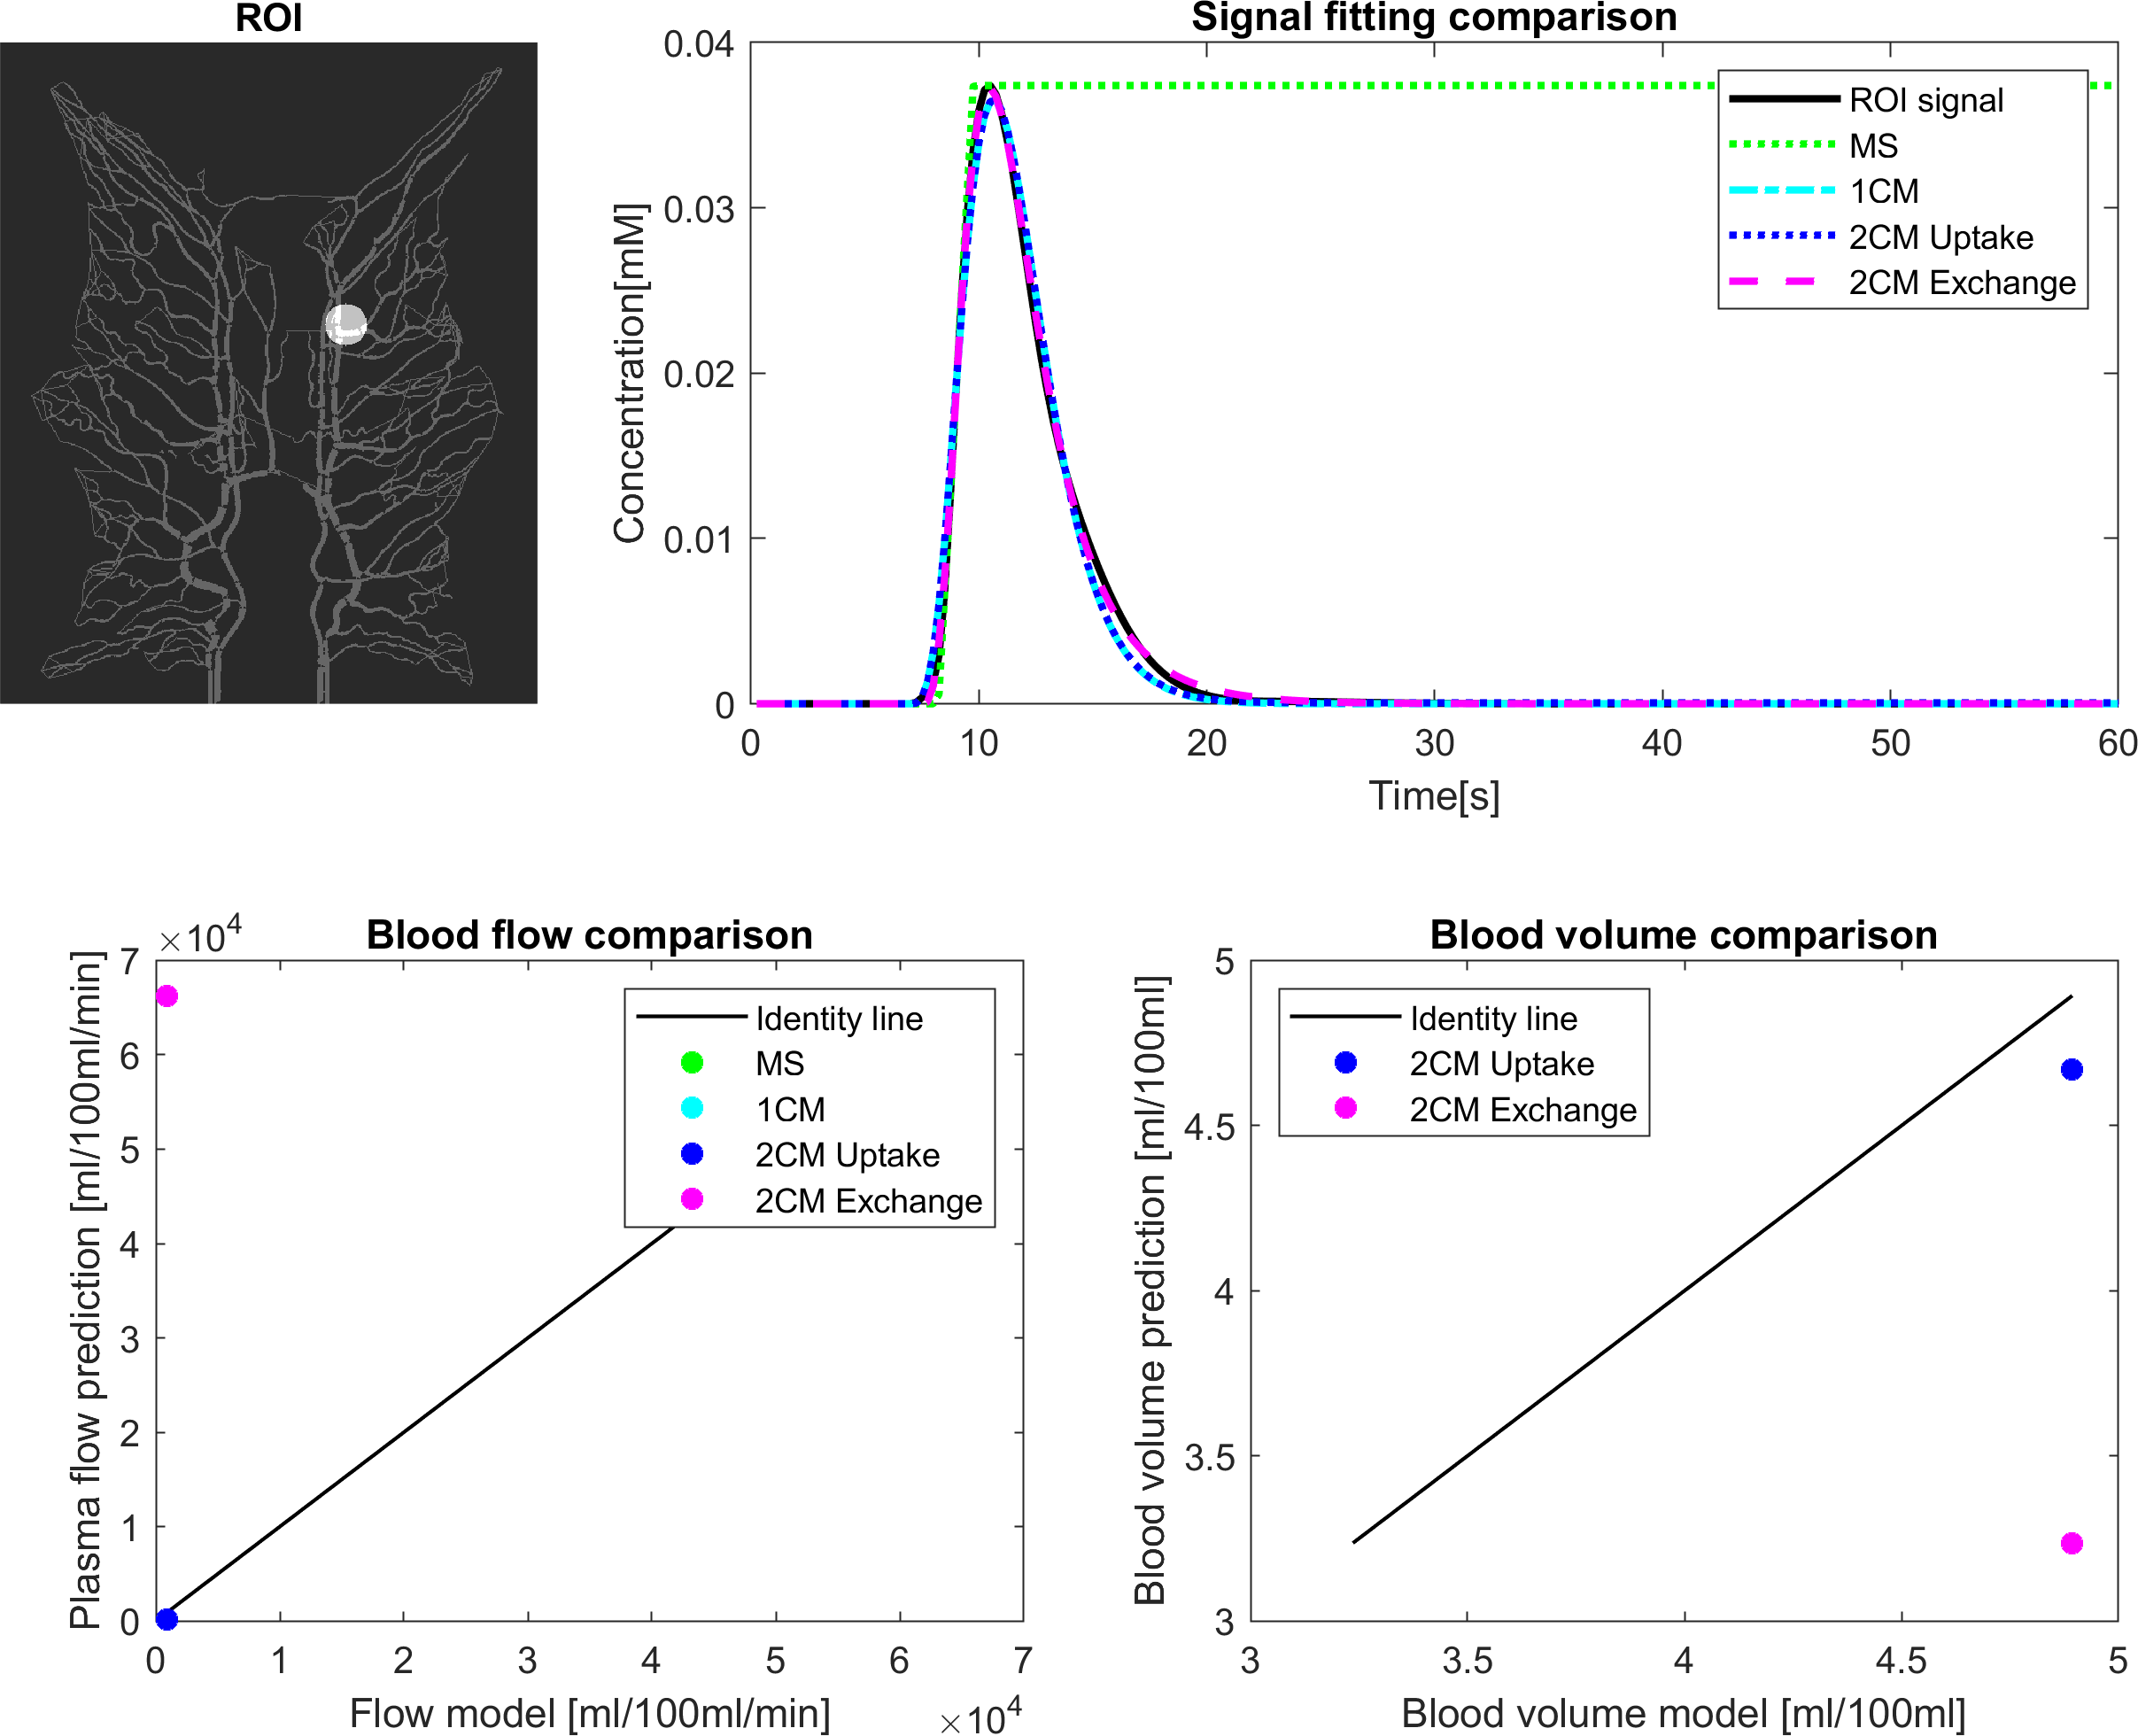 ROI
Signal fitting comparison
0.04
0.03
0.02
0.01
0
Concentration[mM]
0 10 20 30 40 50 60
Time[s]
ROI signal
MS
1CM
2CM Uptake
2CM Exchange
Blood flow comparison
×10^4
7
6
5
4
3
2
1
0
Plasma flow prediction [ml/100ml/min]
Identity line
MS
1CM
2CM Uptake
2CM Exchange
0 1 2 3 4 5 6 7
Flow model [ml/100ml/min]
×10^4
Blood volume comparison
5
4.5
4
3.5
3
Blood volume prediction [ml/100ml]
Identity line
2CM Uptake
2CM Exchange
3 3.5 4 4.5 5
Blood volume model [ml/100ml]